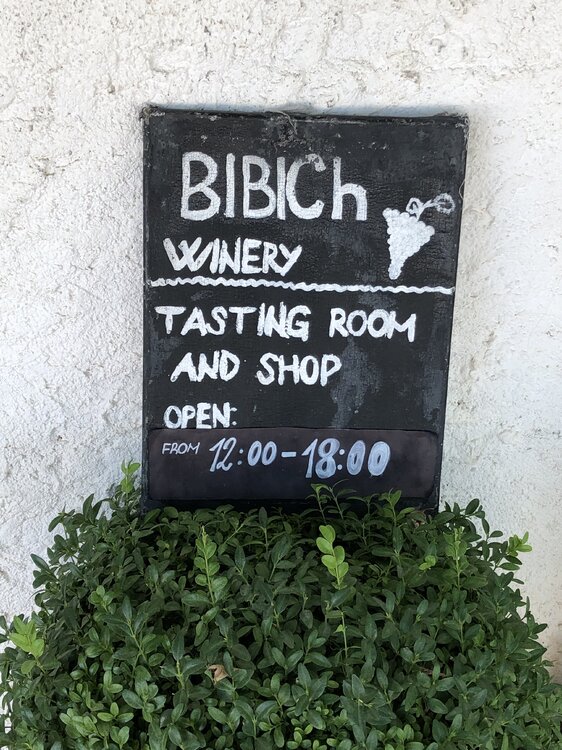 BIBICh
WINERY
TASTING ROOM
AND SHOP
OPEN:
FROM 12:00-18:00